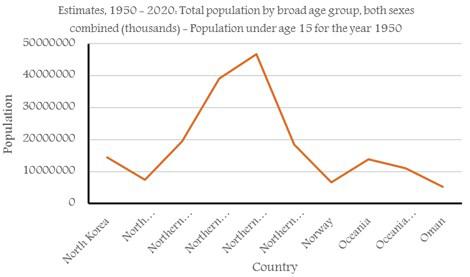 Estimates, 1950 - 2020: Total population by broad age group, both sexes
combined (thousands) - Population under age 15 for the year 1950
50000000
40000000
30000000
20000000
10000000
0
Population
North Korea
North...
Northern...
Northern...
Northern...
Northern...
Norway
Oceania
Oceania...
Oman
Country